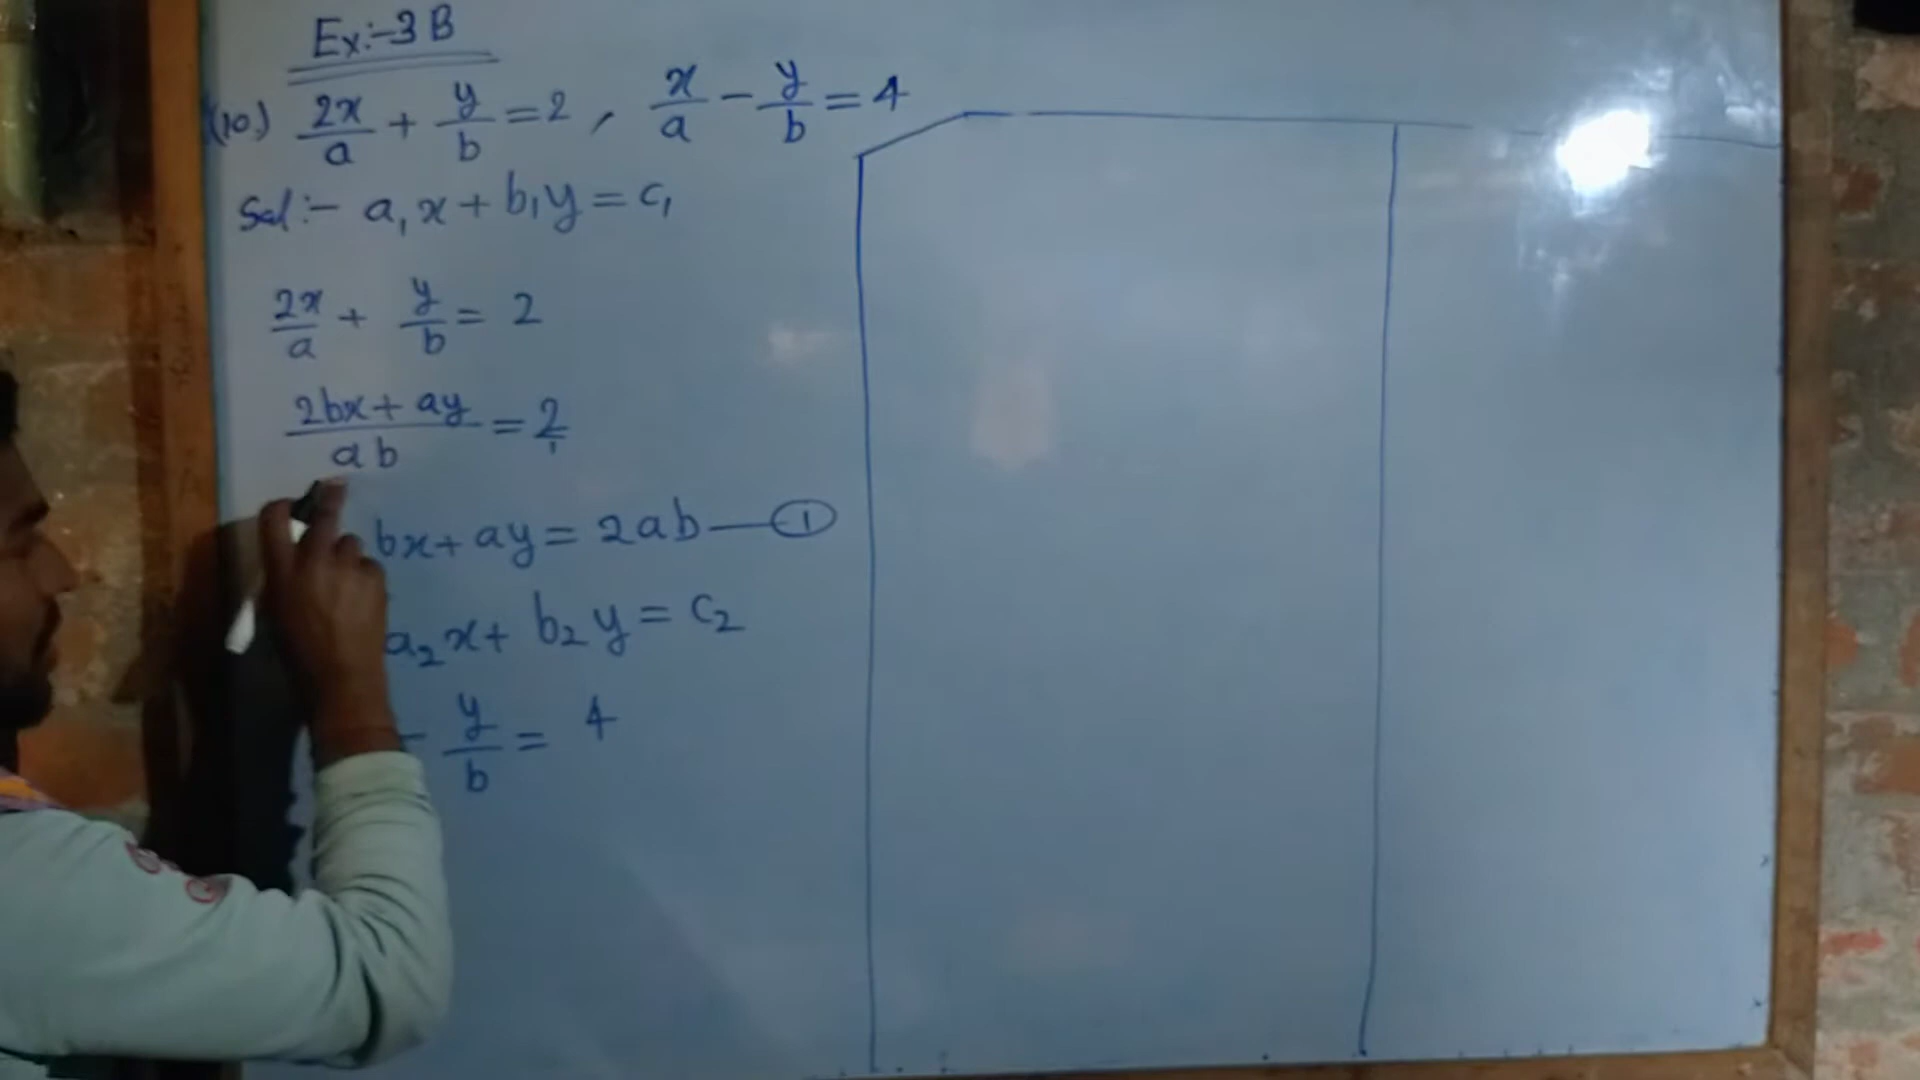 Ex:-3B
(10.) 2x/a + y/b = 2, x/a - y/b = 4
Sol:- a₁x + b₁y = c₁
2x/a + y/b = 2
(2bx + ay)/ab = 2/1
bx + ay = 2ab —— ①
a₂x + b₂y = c₂
- y/b = 4